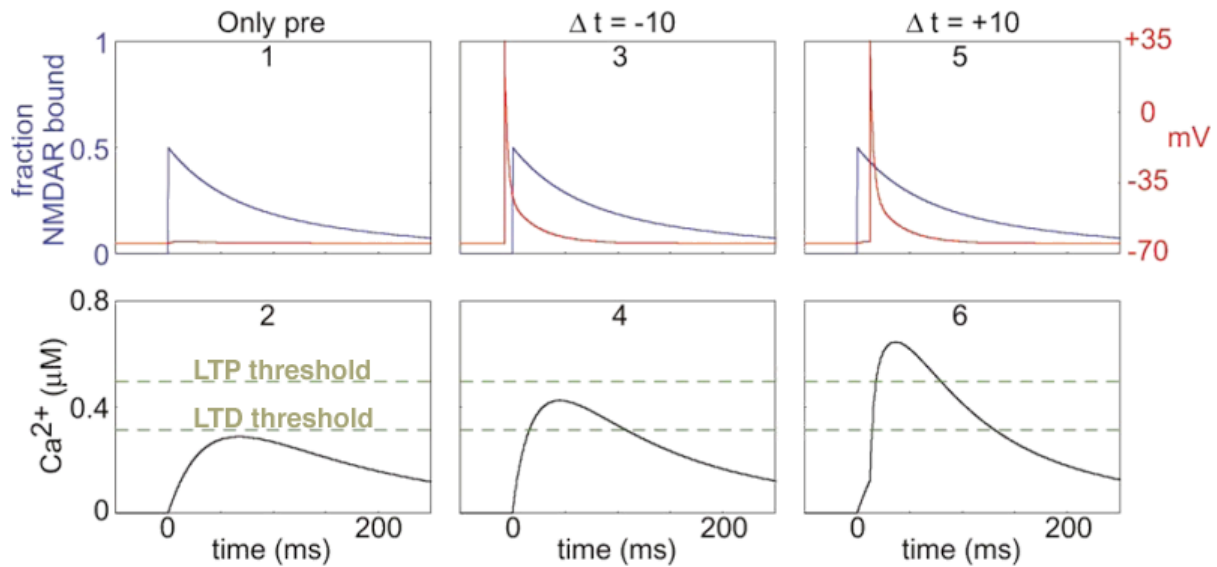 Only pre
Δ t = -10
Δ t = +10
1
1
3
5
+35
0
mV
-35
-70
fraction
NMDAR bound
0.5
0
0.8
2
4
6
LTP threshold
0.4
LTD threshold
Ca2+ (μM)
0
0
200
0
200
0
200
time (ms)
time (ms)
time (ms)